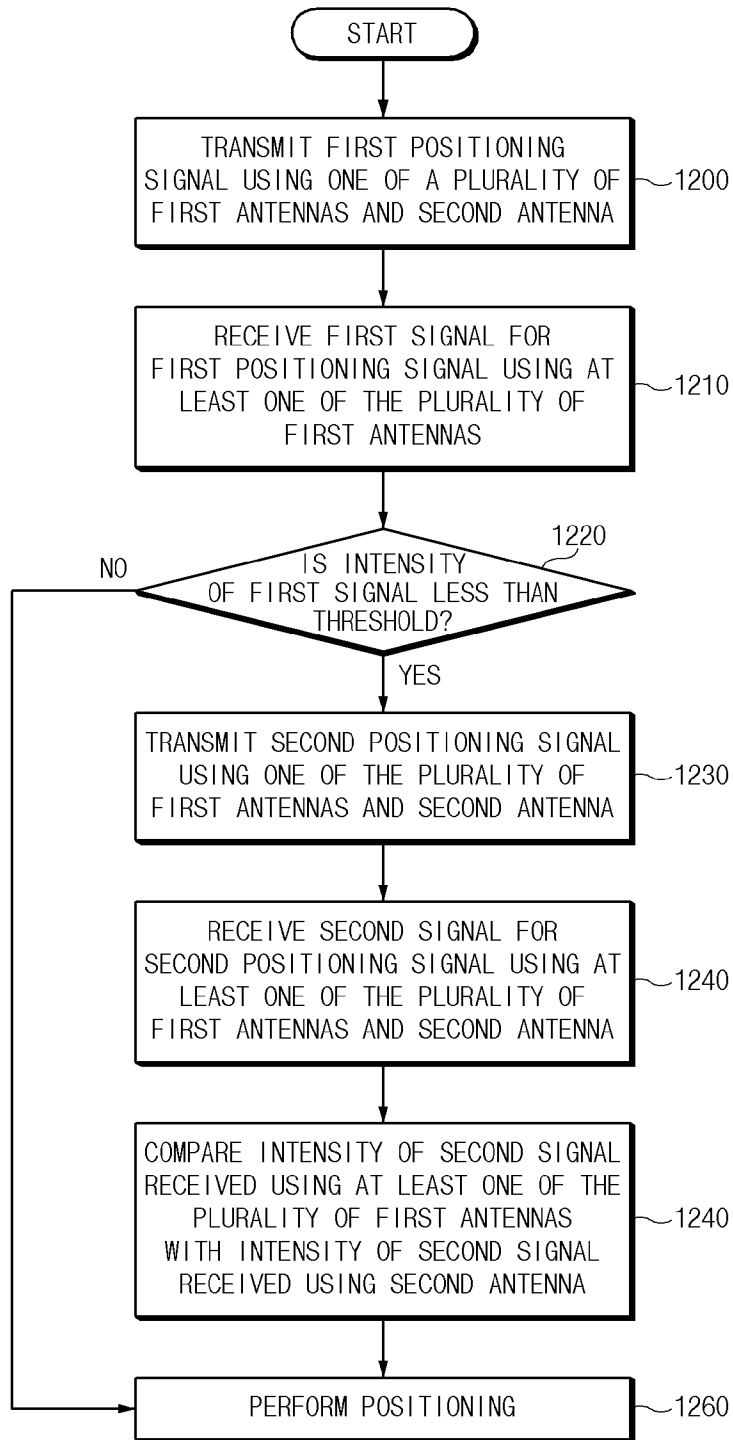 START
TRANSMIT FIRST POSITIONING
SIGNAL USING ONE OF A PLURALITY OF
FIRST ANTENNAS AND SECOND ANTENNA
1200
RECEIVE FIRST SIGNAL FOR
FIRST POSITIONING SIGNAL USING AT
LEAST ONE OF THE PLURALITY OF
FIRST ANTENNAS
1210
1220
IS INTENSITY
OF FIRST SIGNAL LESS THAN
THRESHOLD?
NO
YES
TRANSMIT SECOND POSITIONING SIGNAL
USING ONE OF THE PLURALITY OF
FIRST ANTENNAS AND SECOND ANTENNA
1230
RECEIVE SECOND SIGNAL FOR
SECOND POSITIONING SIGNAL USING AT
LEAST ONE OF THE PLURALITY OF
FIRST ANTENNAS AND SECOND ANTENNA
1240
COMPARE INTENSITY OF SECOND SIGNAL
RECEIVED USING AT LEAST ONE OF THE
PLURALITY OF FIRST ANTENNAS
WITH INTENSITY OF SECOND SIGNAL
RECEIVED USING SECOND ANTENNA
1240
PERFORM POSITIONING
1260